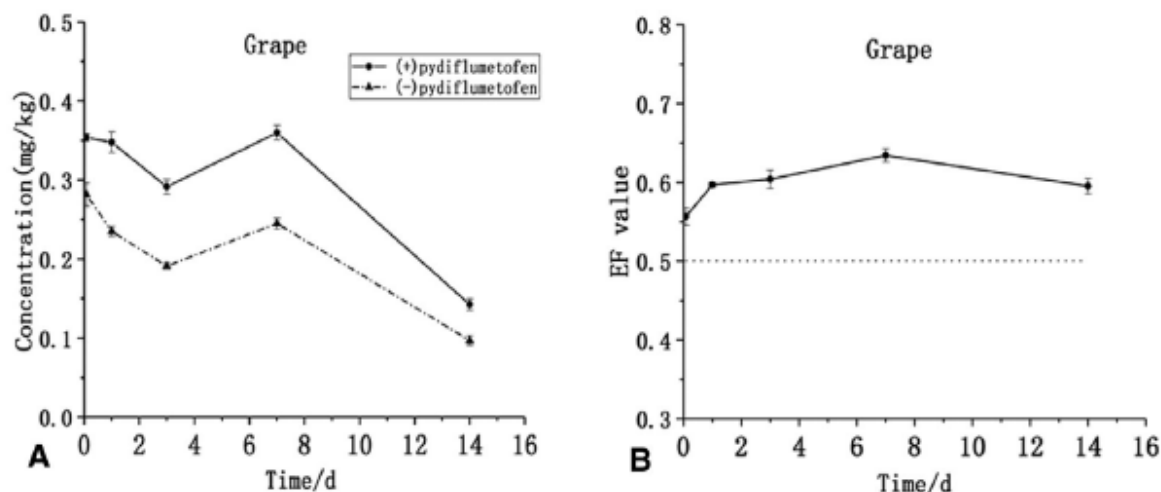 Grape
(+)pydiflumetofen
(-)pydiflumetofen
Concentration(mg/kg)
0.5
0.4
0.3
0.2
0.1
0.0
0 2 4 6 8 10 12 14 16
Time/d
A
Grape
EF value
0.8
0.7
0.6
0.5
0.4
0.3
0 2 4 6 8 10 12 14 16
Time/d
B